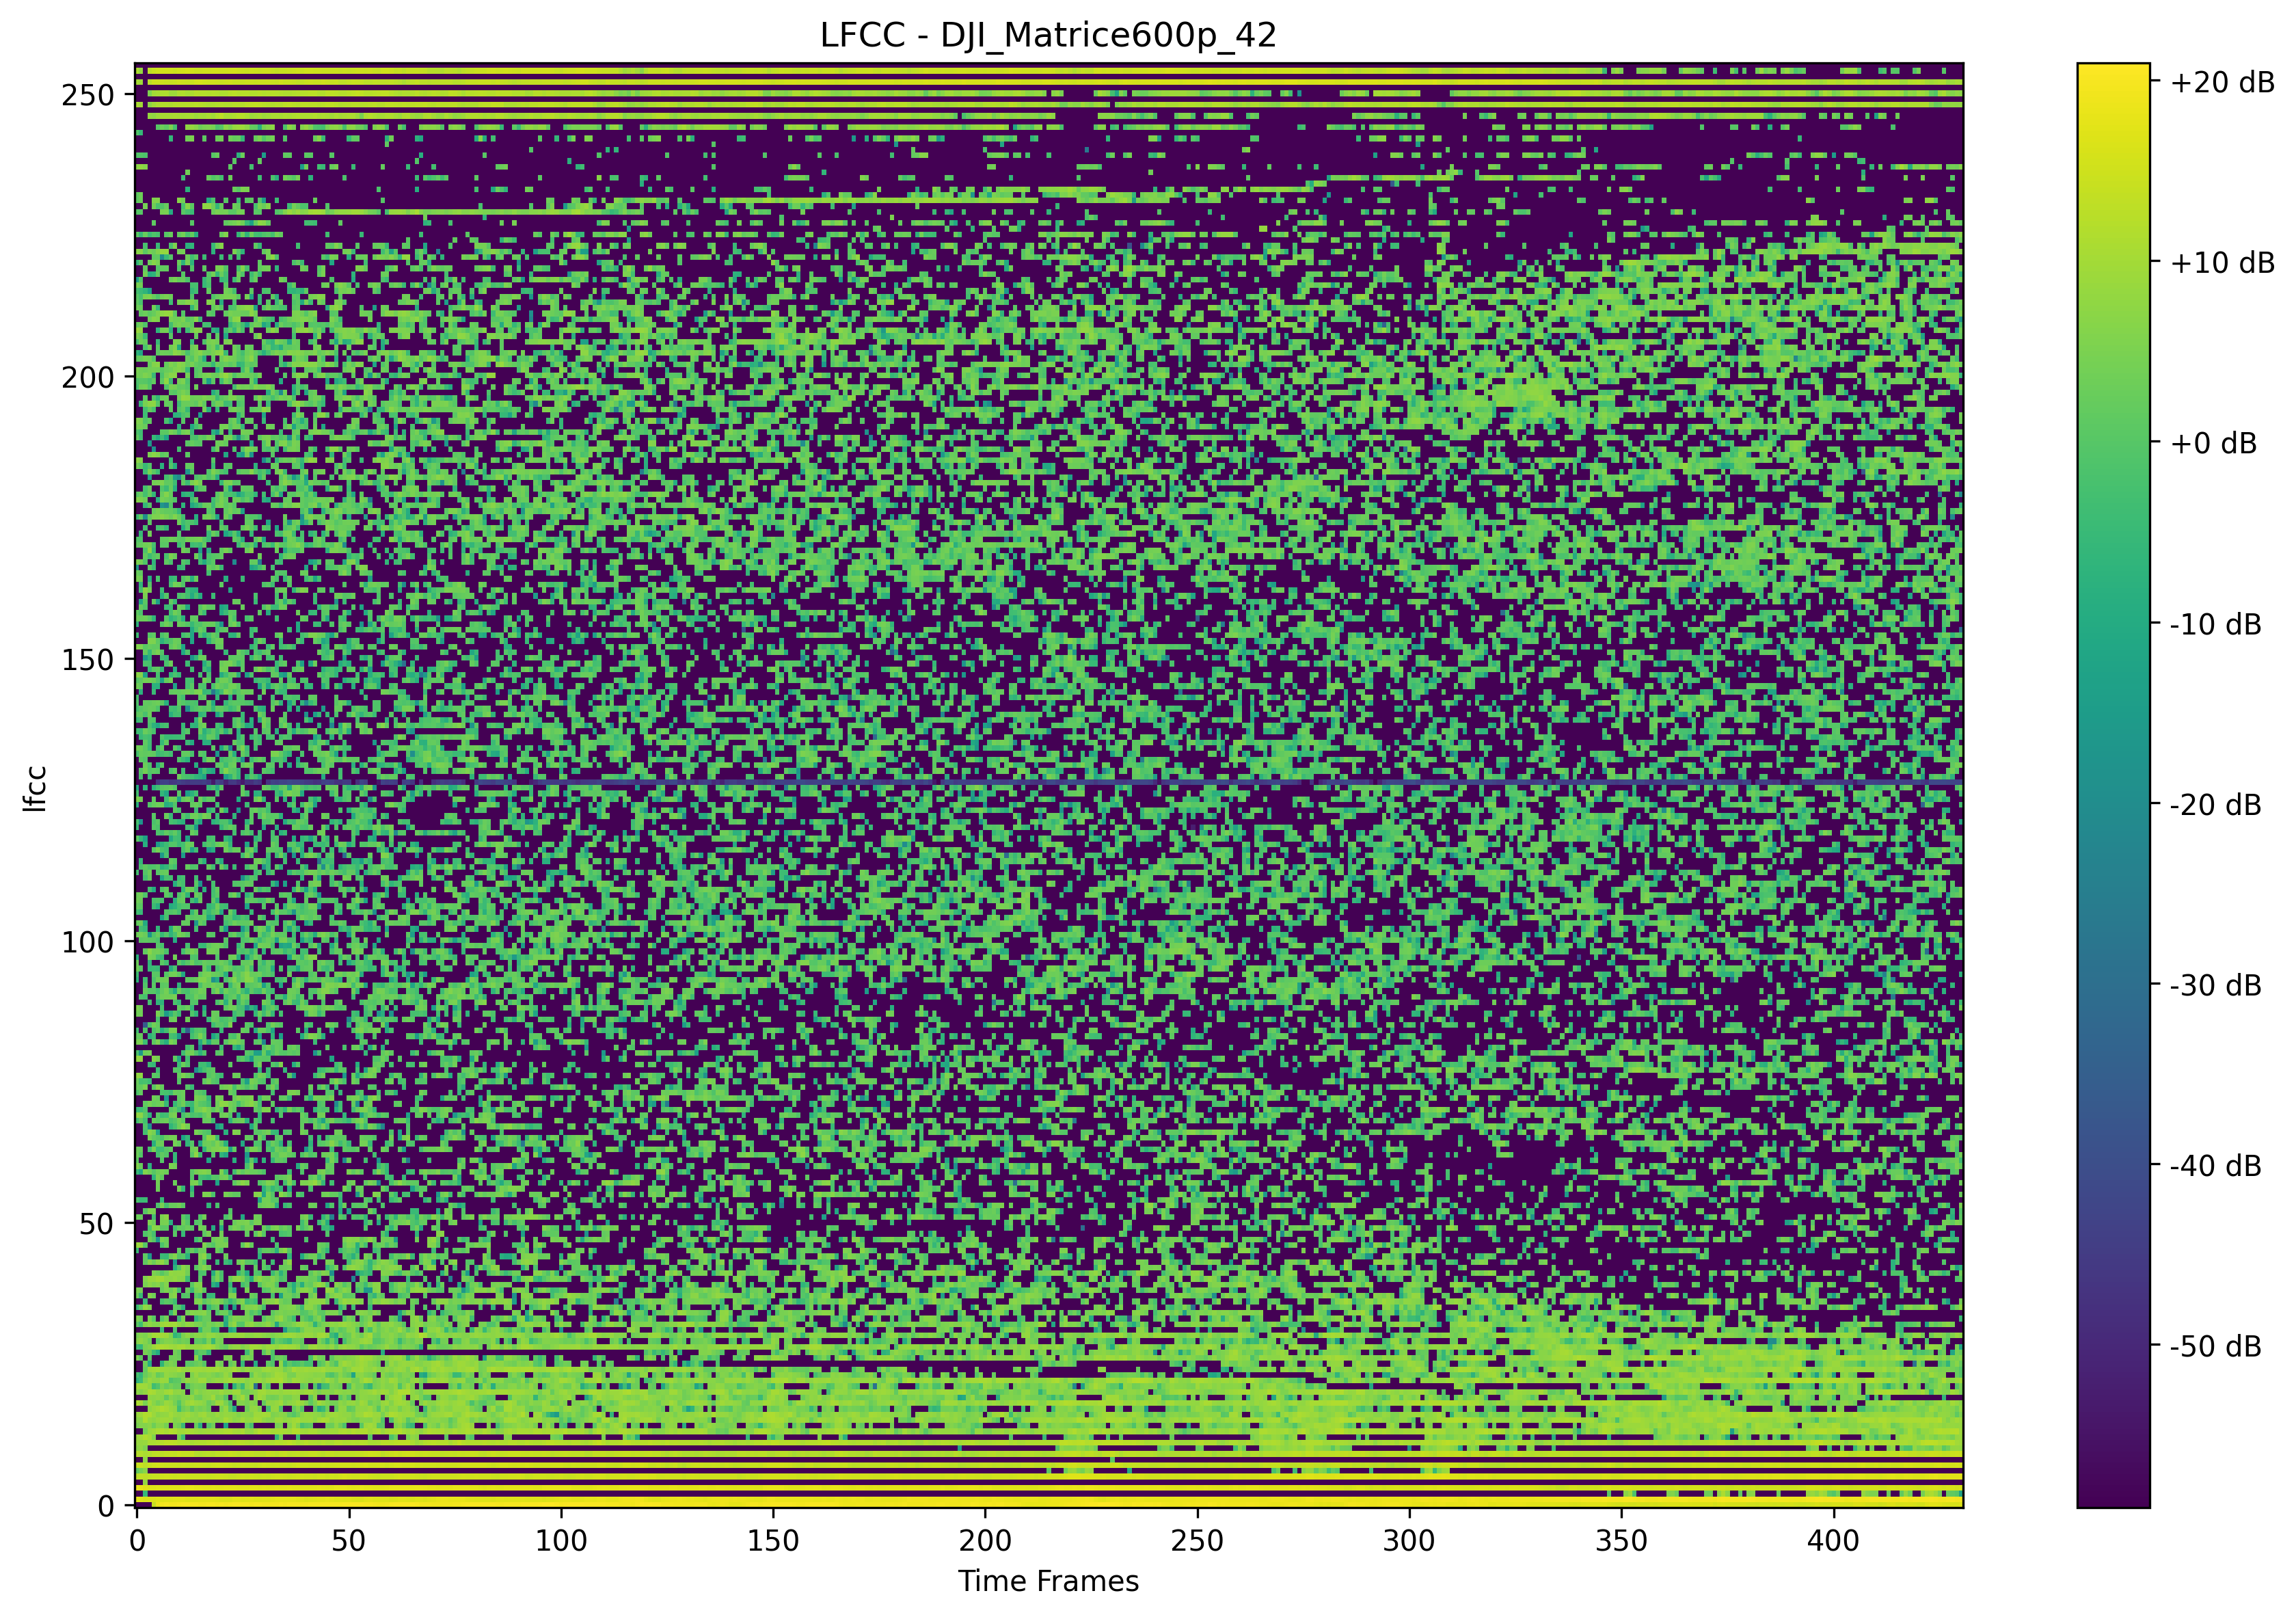 LFCC - DJI_Matrice600p_42
250
200
150
100
50
0
lfcc
0 50 100 150 200 250 300 350 400
Time Frames
+20 dB
+10 dB
+0 dB
-10 dB
-20 dB
-30 dB
-40 dB
-50 dB